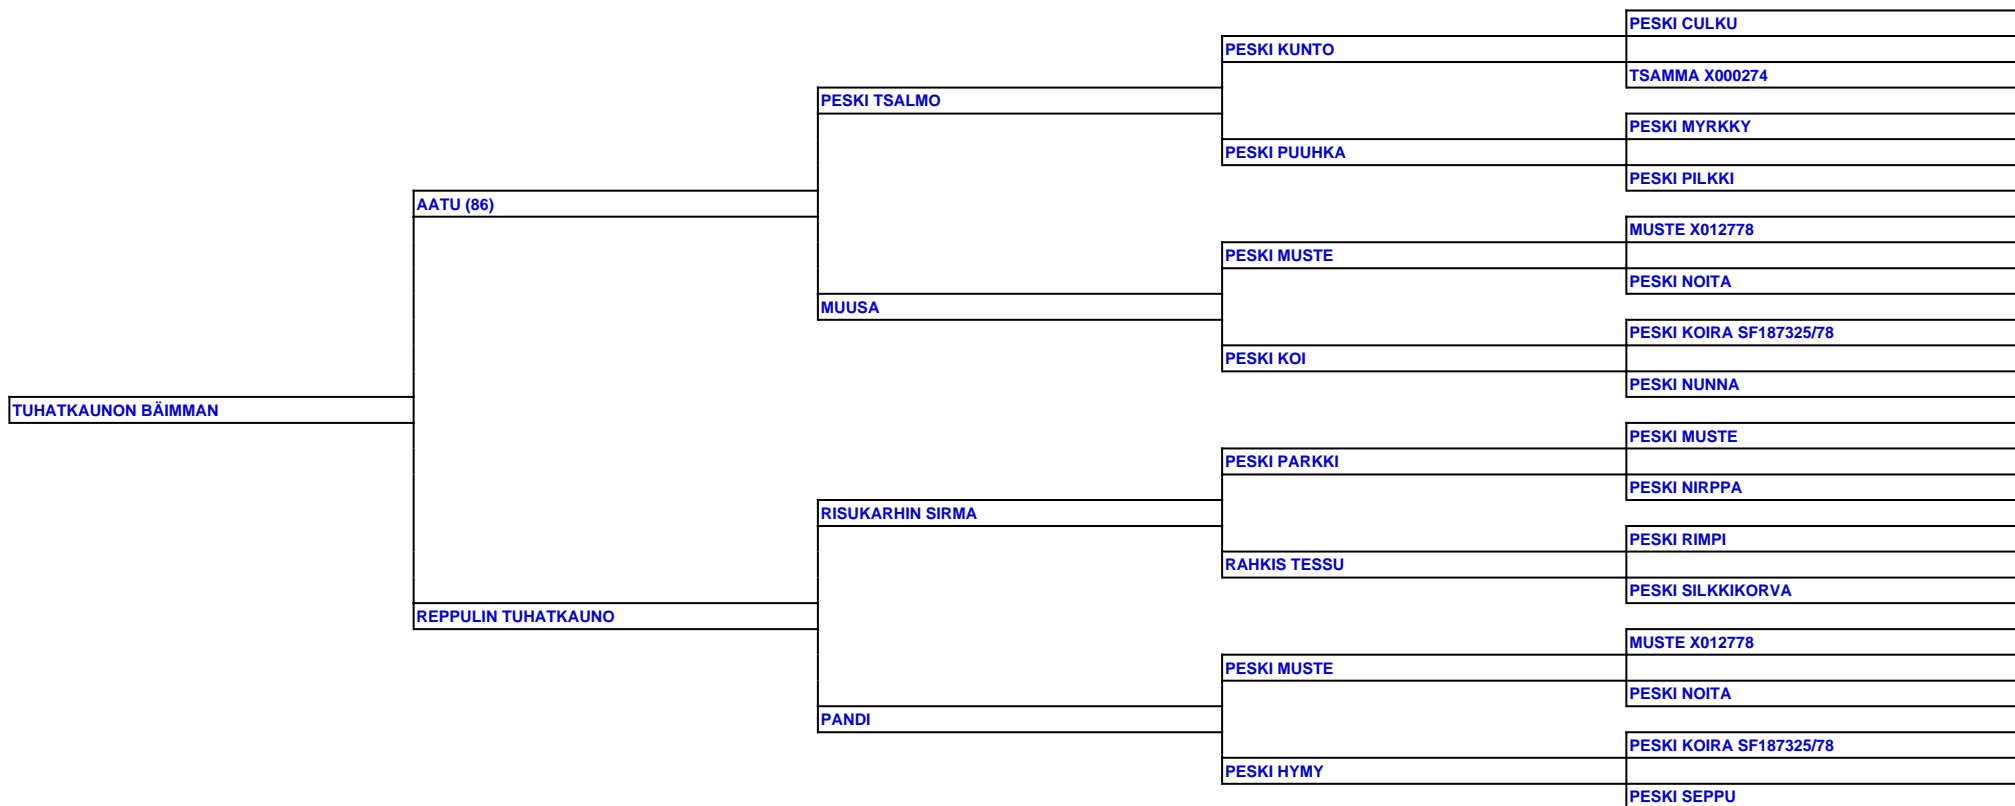 PESKI CULKU
PESKI KUNTO
TSAMMA X000274
PESKI TSALMO
PESKI MYRKKY
PESKI PUUHKA
PESKI PILKKI
AATU (86)
MUSTE X012778
PESKI MUSTE
PESKI NOITA
MUUSA
PESKI KOIRA SF187325/78
PESKI KOI
PESKI NUNNA
TUHATKAUNON BÄIMMAN
PESKI MUSTE
PESKI PARKKI
PESKI NIRPPA
RISUKARHIN SIRMA
PESKI RIMPI
RAHKIS TESSU
PESKI SILKKIKORVA
REPPULIN TUHATKAUNO
MUSTE X012778
PESKI MUSTE
PESKI NOITA
PANDI
PESKI KOIRA SF187325/78
PESKI HYMY
PESKI SEPPU